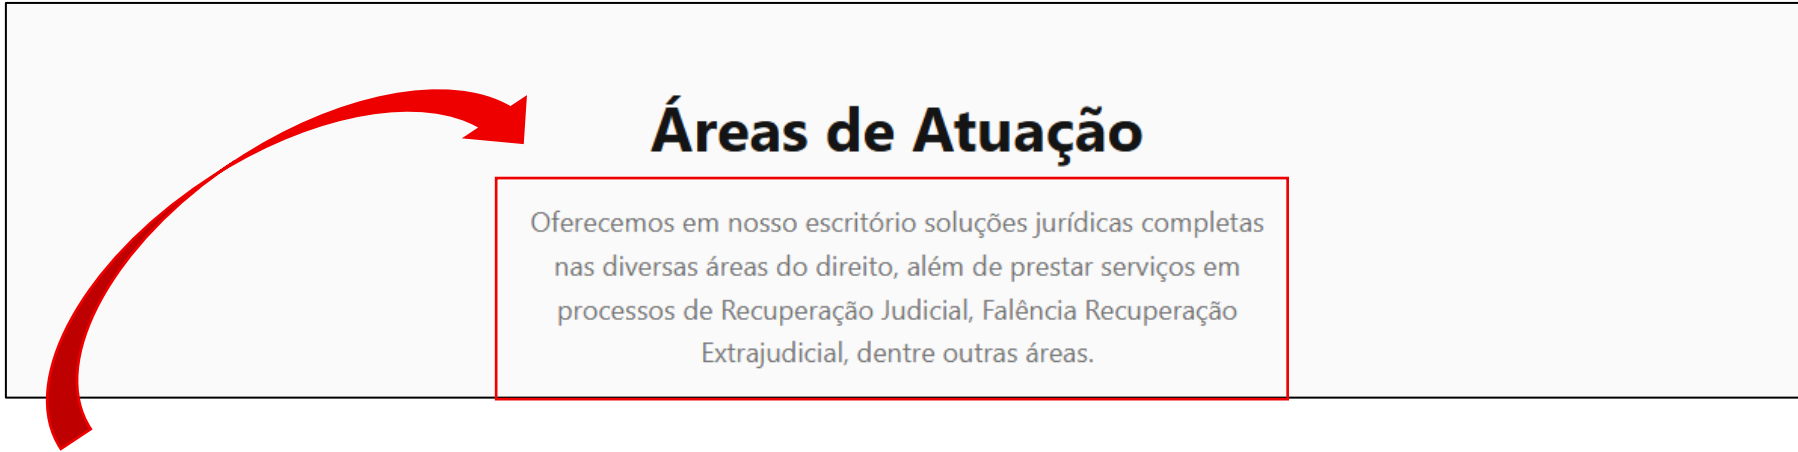 Áreas de Atuação
Oferecemos em nosso escritório soluções jurídicas completas
nas diversas áreas do direito, além de prestar serviços em
processos de Recuperação Judicial, Falência Recuperação
Extrajudicial, dentre outras áreas.